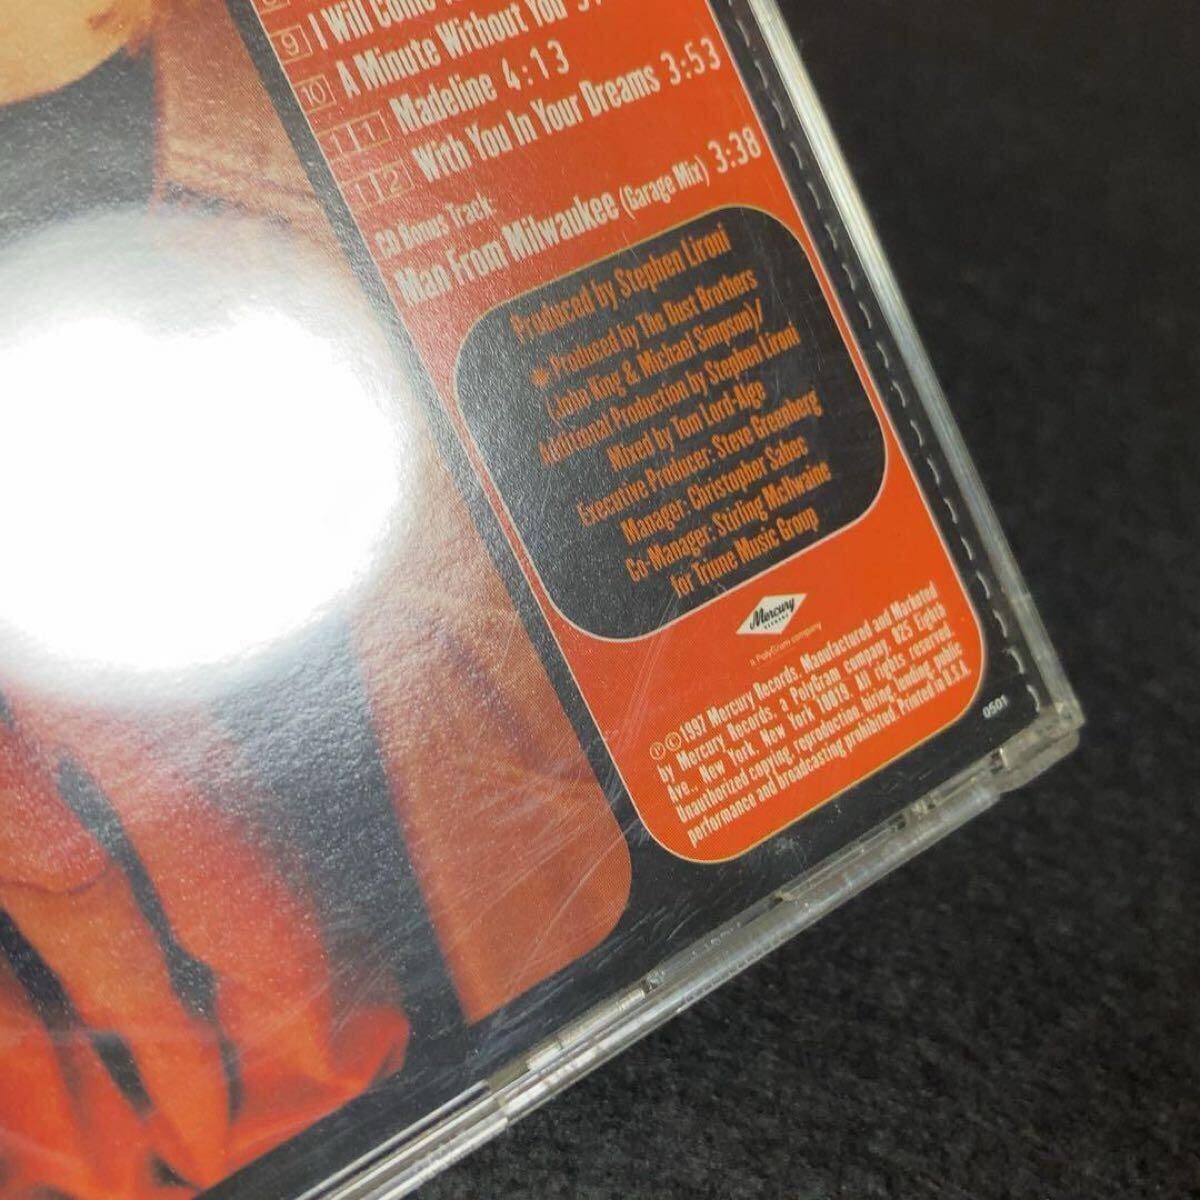 9 I Will Come
10 A Minute Without You
11 Madeline 4:13
12 With You In Your Dreams 3:53
CD Bonus Track
Man From Milwaukee (Garage Mix) 3:38
Produced by Stephen Lironi
Produced by The Dust Brothers
(John King & Michael Simpson)/
Additional Production by Stephen Lironi
Mixed by Tom Lord-Alge
Executive Producer: Steve Greenberg
Manager: Christopher Sabec
Co-Manager: Stirling McIlwaine
for Triune Music Group
Mercury
RECORDS
a PolyGram company
℗ © 1997 Mercury Records. Manufactured and Marketed
by Mercury Records, a PolyGram company, 825 Eighth
Ave., New York, New York 10019. All rights reserved.
Unauthorized copying, reproduction, hiring, lending, public
performance and broadcasting prohibited. Printed in U.S.A.
0501